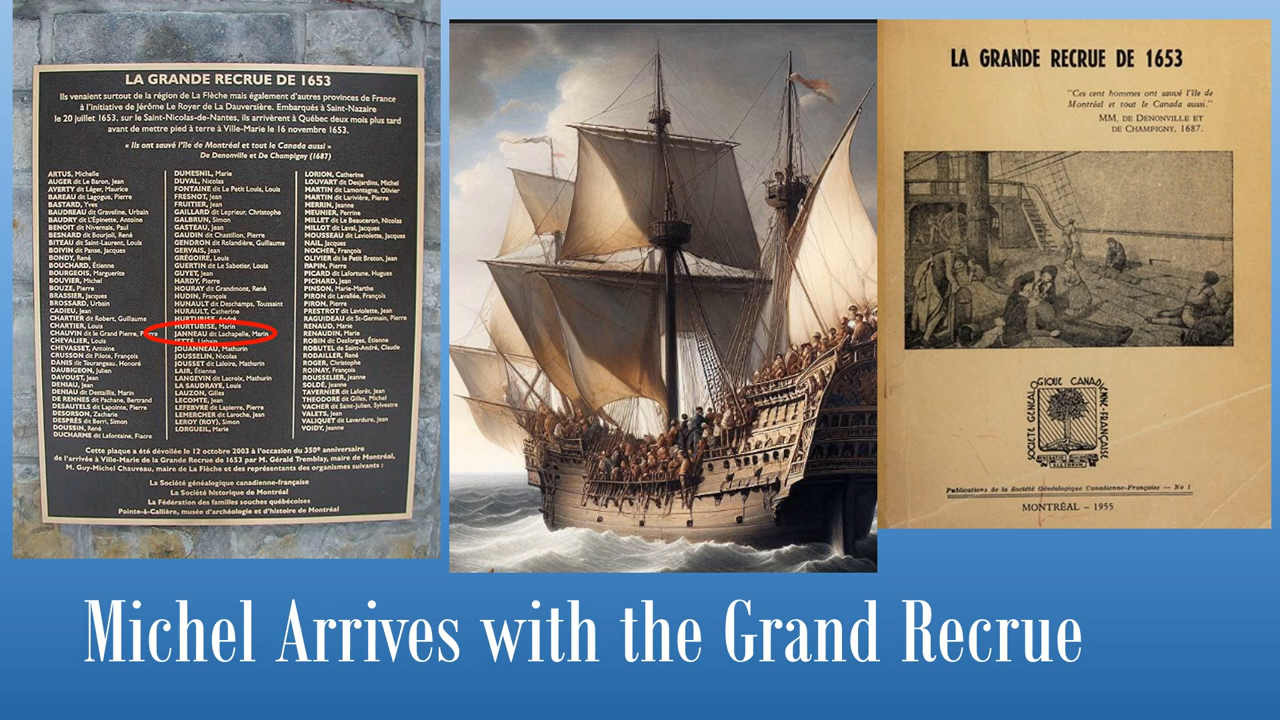 LA GRANDE RECRUE DE 1653
Ils venaient surtout de la région de La Flèche mais également d'autres provinces de France
à l'initiative de Jérôme Le Royer de La Dauversière. Embarqués à Saint-Nazaire
le 20 juillet 1653, sur le Saint-Nicolas-de-Nantes, ils arrivèrent à Québec deux mois plus tard
avant de mettre pied à terre à Ville-Marie le 16 novembre 1653.
« Ils ont sauvé l'île de Montréal et tout le Canada aussi »
De Denonville et De Champigny (1687)
ARTUS, Michelle
AUGER dit Le Baron, Jean
AVERTY dit Léger, Maurice
BAREAU dit Lagogue, Pierre
BASTARD, Yves
BAUDREAU dit Graveline, Urbain
BAUDRY dit L'Épinette, Antoine
BENOIT dit Nivernais, Paul
BESNARD dit Bourjoli, René
BITEAU dit Saint-Laurent, Louis
BOIVIN dit Panse, Jacques
BONDY, René
BOUCHARD, Étienne
BOURGEOIS, Marguerite
BOUVIER, Michel
BOUZÉ, Pierre
BRASSIER, Jacques
BROSSARD, Urbain
CADIEU, Jean
CHARTIER dit Robert, Guillaume
CHARTIER, Louis
CHAUVIN dit le Grand Pierre, Pierre
CHEVALIER, Louis
CHEVASSET, Antoine
CRUSSON dit Pilote, François
DANIS dit Tourangeau, Honoré
DAUBIGEON, Julien
DAVOUST, Jean
DENIAU, Jean
DENIAU dit Destaillis, Marin
DE RENNES dit Pachane, Bertrand
DESAUTELS dit Lapointe, Pierre
DESORSON, Zacharie
DESPRÉS dit Berri, Simon
DOUSSIN, René
DUCHARME dit Lafontaine, Fiacre
DUMESNIL, Marie
DUVAL, Nicolas
FONTAINE dit Le Petit Louis, Louis
FRESNOT, Jean
FRUITIER, Jean
GAILLARD dit Leprieur, Christophe
GALBRUN, Simon
GASTEAU, Jean
GAUDIN dit Chastillon, Pierre
GENDRON dit Rolandière, Guillaume
GERVAIS, Jean
GRÉGOIRE, Louis
GUERTIN dit Le Sabotier, Louis
GUYET, Jean
HARDY, Pierre
HOURAY dit Grandmont, René
HUDIN, François
HUNAULT dit Deschamps, Toussaint
HURAULT, Catherine
HURTUBISE, André
HURTUBISE, Marin
JANNEAU dit Lachapelle, Marin
JETTÉ, Urbain
JOUANNEAU, Mathurin
JOUSSELIN, Nicolas
JOUSSET dit Laloire, Mathurin
LAIR, Étienne
LANGEVIN dit Lacroix, Mathurin
LA SAUDRAYE, Louis
LAUZON, Gilles
LECOMTE, Jean
LEFEBVRE dit Lapierre, Pierre
LEMERCHER dit Laroche, Jean
LEROY (ROY), Simon
LORGUEIL, Marie
LORION, Catherine
LOUVART dit Desjardins, Michel
MARTIN dit Lamontagne, Olivier
MARTIN dit Larivière, Pierre
MERRIN, Jeanne
MEUNIER, Perrine
MILLET dit Le Beauceron, Nicolas
MILLOT dit Laval, Jacques
MOUSSEAU dit Laviolette, Jacques
NAIL, Jacques
NOCHER, François
OLIVIER dit le Petit Breton, Jean
PAPIN, Pierre
PICARD dit Lafortune, Hugues
PICHARD, Jean
PINSON, Marie-Marthe
PIRON dit Lavallée, François
PIRON, Pierre
PRESTROT dit Laviolette, Jean
RAGUIDEAU dit St-Germain, Pierre
RENAUD, Marie
RENAUDIN, Marie
ROBIN dit Desforges, Étienne
ROBUTEL de Saint-André, Claude
RODAILLER, René
ROGER, Christophe
ROINAY, François
ROUSSELIER, Jean
SOLDÉ, Jeanne
TAVERNIER dit Laforêt, Jean
THEODORE dit Gilles, Michel
VACHER dit Saint-Julien, Sylvestre
VALETS, Jean
VALIQUET dit Laverdure, Jean
VOIDY, Jeanne
Cette plaque a été dévoilée le 12 octobre 2003 à l'occasion du 350e anniversaire
de l'arrivée à Ville-Marie de la Grande Recrue de 1653 par M. Gérald Tremblay, maire de Montréal,
M. Guy-Michel Chauveau, maire de La Flèche et des représentants des organismes suivants :
La Société généalogique canadienne-française
La Société historique de Montréal
La Fédération des familles souches québécoises
Pointe-à-Callière, musée d'archéologie et d'histoire de Montréal
LA GRANDE RECRUE DE 1653
"Ces cent hommes ont sauvé l'île de
Montréal et tout le Canada aussi."
MM. DE DENONVILLE ET
DE CHAMPIGNY, 1687.
SOCIÉTÉ GÉNÉALOGIQUE CANADIENNE-FRANÇAISE
Publications de la Société Généalogique Canadienne-Française — No 1
MONTRÉAL – 1955
Michel Arrives with the Grand Recrue